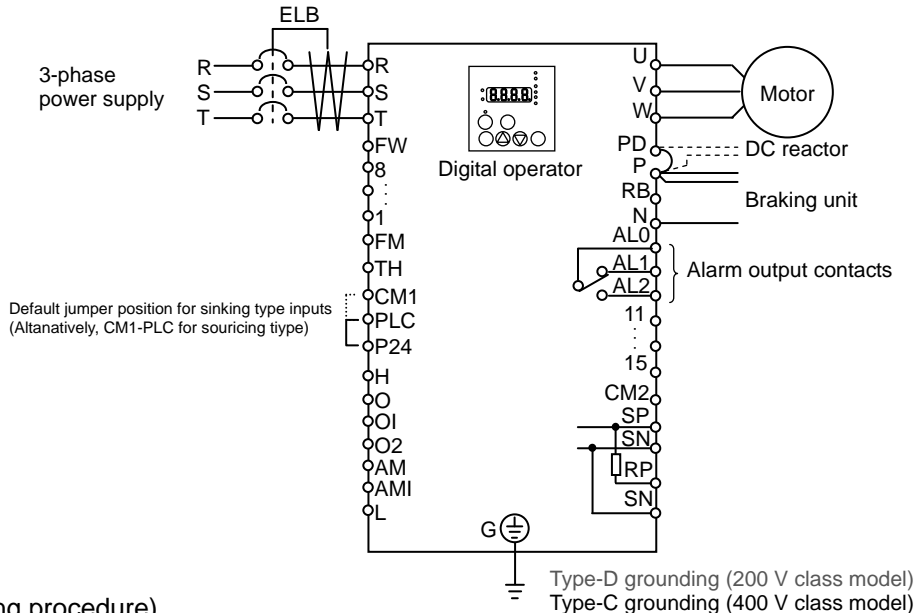 ELB
3-phase
power supply
R
S
T
R
S
T
FW
8
1
FM
TH
CM1
PLC
P24
H
O
OI
O2
AM
AMI
L
Default jumper position for sinking type inputs
(Altanatively, CM1-PLC for souricing tiype)
8.8.8.8.
Digital operator
U
V
W
Motor
PD
P
DC reactor
RB
Braking unit
N
AL0
AL1
AL2
Alarm output contacts
11
15
CM2
SP
SN
RP
SN
G
Type-D grounding (200 V class model)
Type-C grounding (400 V class model)
ng procedure)